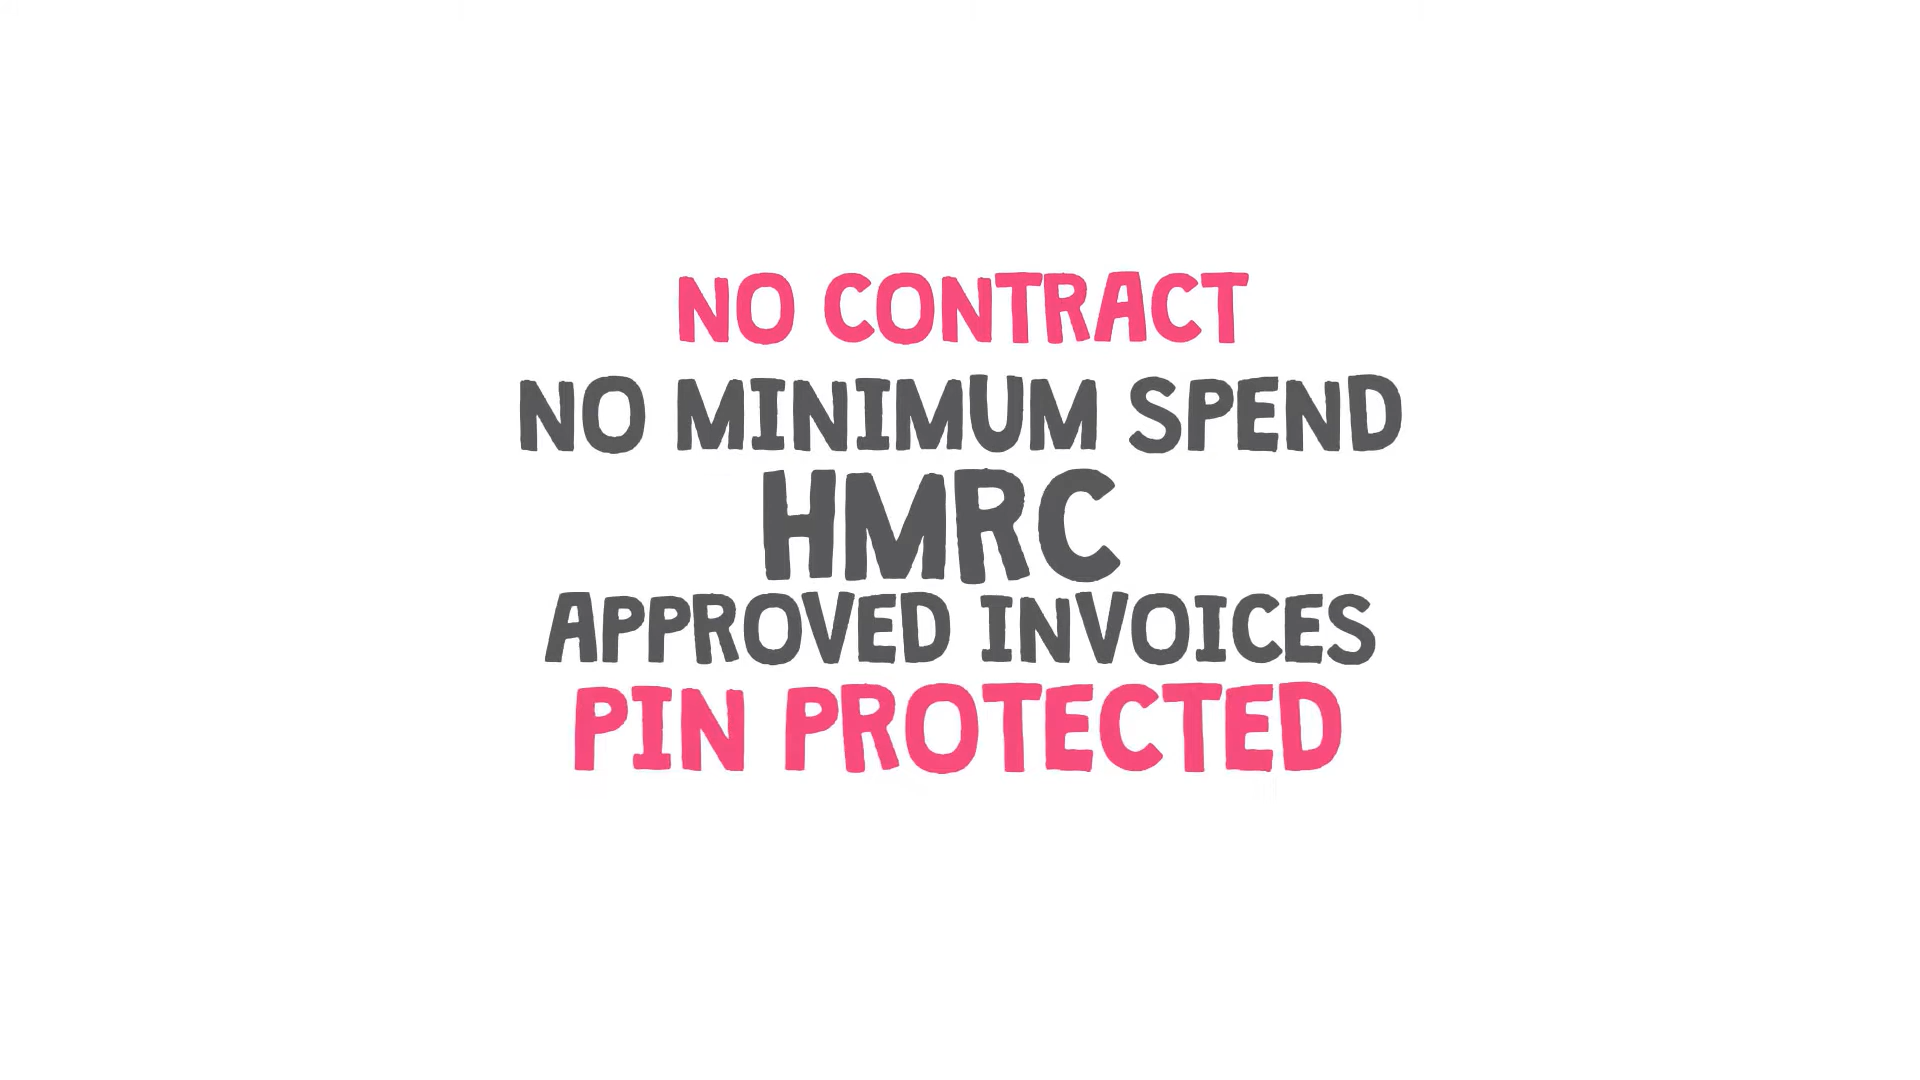 NO CONTRACT
NO MINIMUM SPEND
HMRC
APPROVED INVOICES
PIN PROTECTED